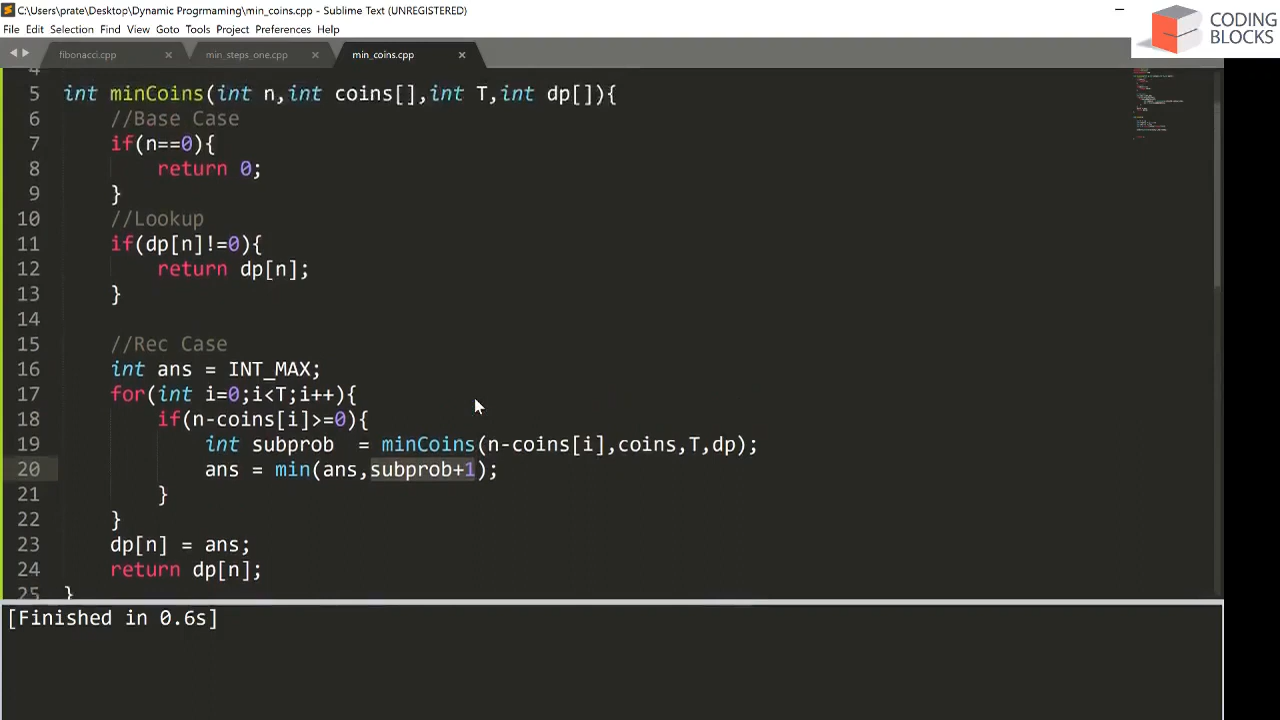 C:\Users\prate\Desktop\Dynamic Progrmaming\min_coins.cpp - Sublime Text (UNREGISTERED)
File Edit Selection Find View Goto Tools Project Preferences Help
CODING
BLOCKS
fibonacci.cpp × min_steps_one.cpp × min_coins.cpp ×
4
5 int minCoins(int n,int coins[],int T,int dp[]){
6 //Base Case
7 if(n==0){
8 return 0;
9 }
10 //Lookup
11 if(dp[n]!=0){
12 return dp[n];
13 }
14
15 //Rec Case
16 int ans = INT_MAX;
17 for(int i=0;i<T;i++){
18 if(n-coins[i]>=0){
19 int subprob  = minCoins(n-coins[i],coins,T,dp);
20 ans = min(ans,subprob+1);
21 }
22 }
23 dp[n] = ans;
24 return dp[n];
25 }
[Finished in 0.6s]